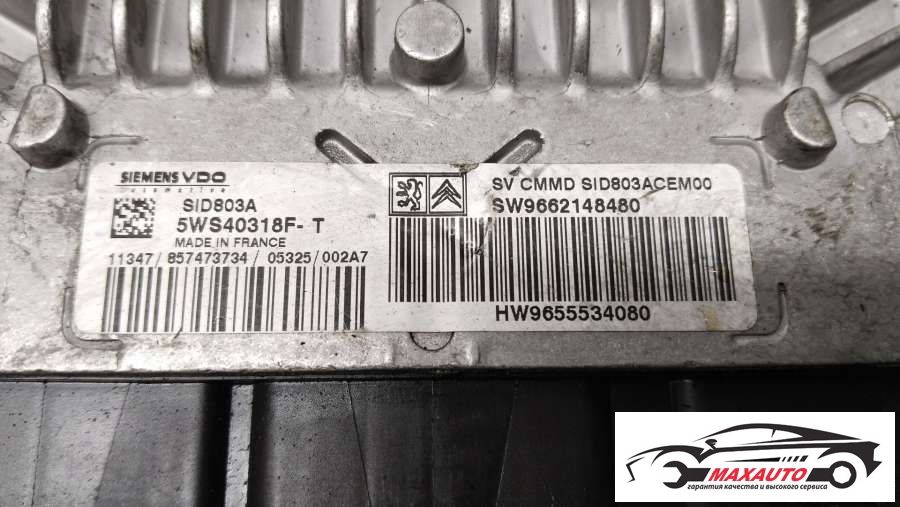 SIEMENS VDO
Automotive
SID803A
5WS40318F- T
MADE IN FRANCE
11347/ 857473734/ 05325/002A7
SV CMMD SID803ACEM00
SW9662148480
HW9655534080
MAXAUTO
гарантия качества и высокого сервиса